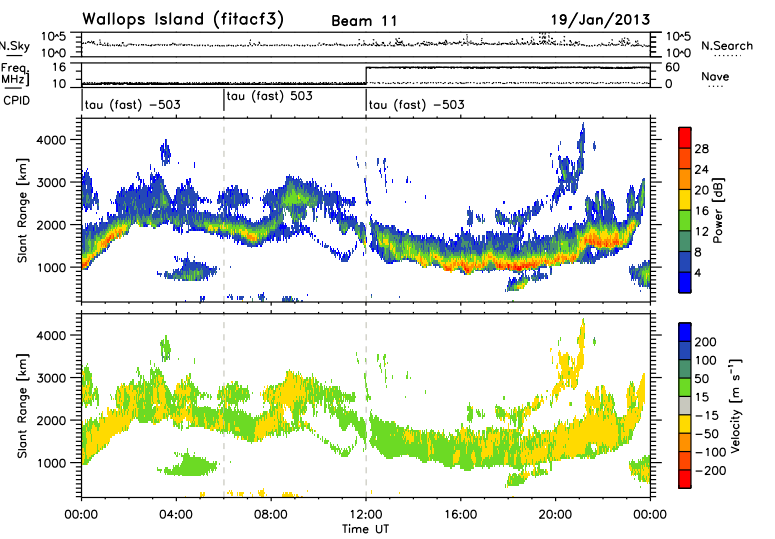 Wallops Island (fitacf3) Beam 11 19/Jan/2013
N.Sky 10^5 10^0 10^5 10^0 N.Search
Freq. [MHz] 16 10 60 0 Nave
CPID tau (fast) -503 tau (fast) 503 tau (fast) -503
Slant Range [km]
4000
3000
2000
1000
28
24
20
16
12
8
4
Power [dB]
Slant Range [km]
4000
3000
2000
1000
200
100
50
15
-15
-50
-100
-200
Velocity [m s⁻¹]
00:00 04:00 08:00 12:00 16:00 20:00 00:00
Time UT